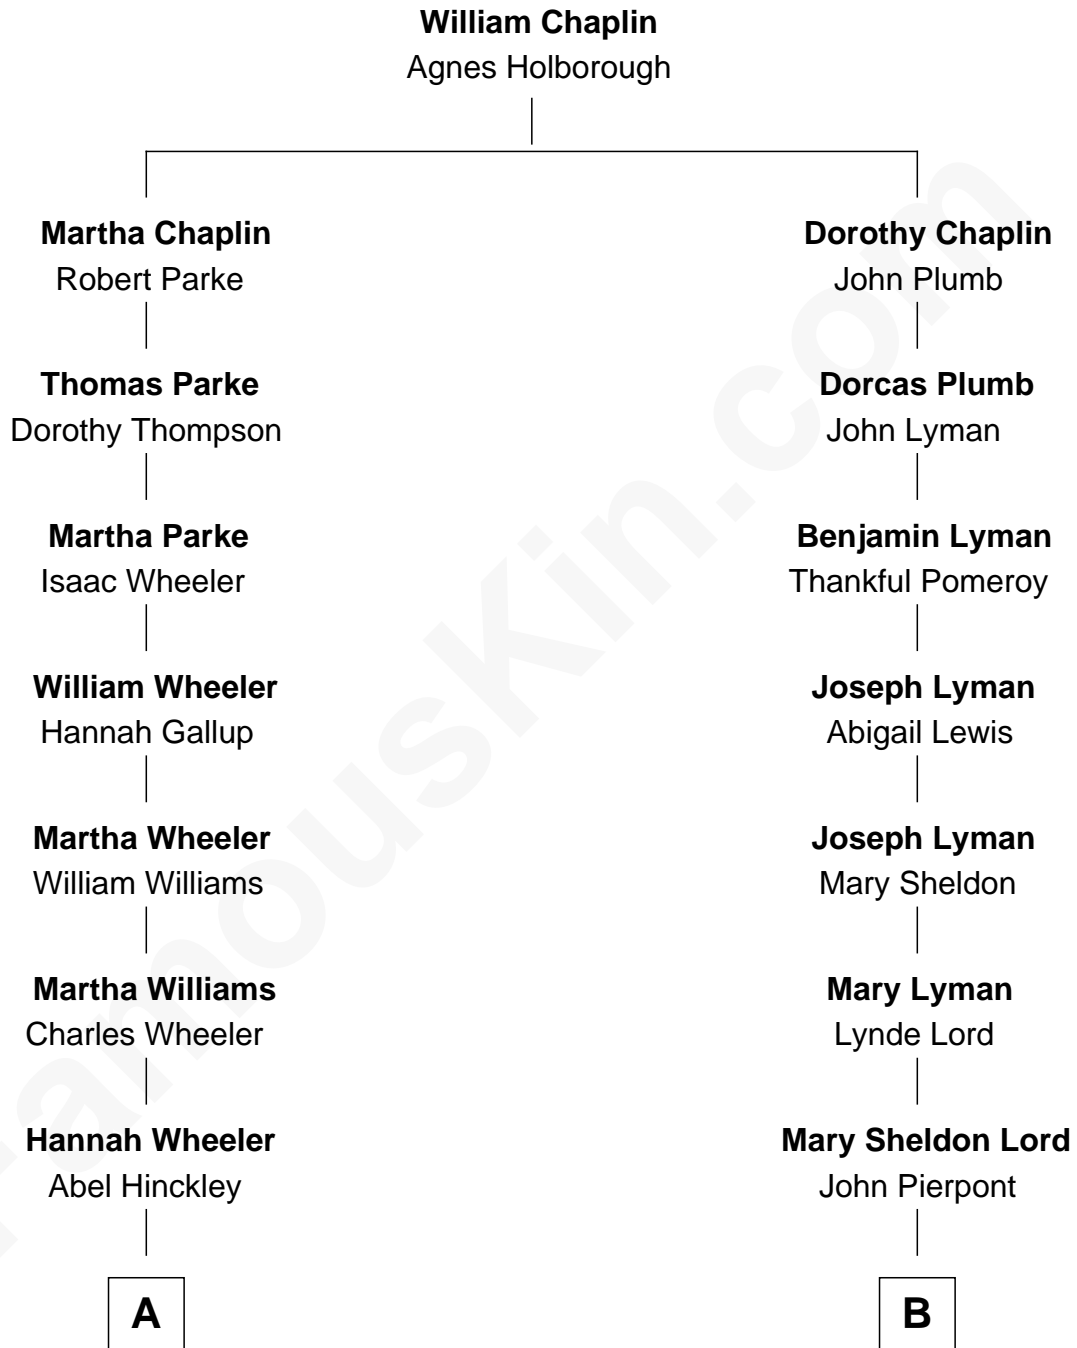 William Chaplin
Agnes Holborough
Martha Chaplin
Robert Parke
Dorothy Chaplin
John Plumb
Thomas Parke
Dorothy Thompson
Dorcas Plumb
John Lyman
Martha Parke
Isaac Wheeler
Benjamin Lyman
Thankful Pomeroy
William Wheeler
Hannah Gallup
Joseph Lyman
Abigail Lewis
Martha Wheeler
William Williams
Joseph Lyman
Mary Sheldon
Martha Williams
Charles Wheeler
Mary Lyman
Lynde Lord
Hannah Wheeler
Abel Hinckley
Mary Sheldon Lord
John Pierpont
A
B
FamousKin.com